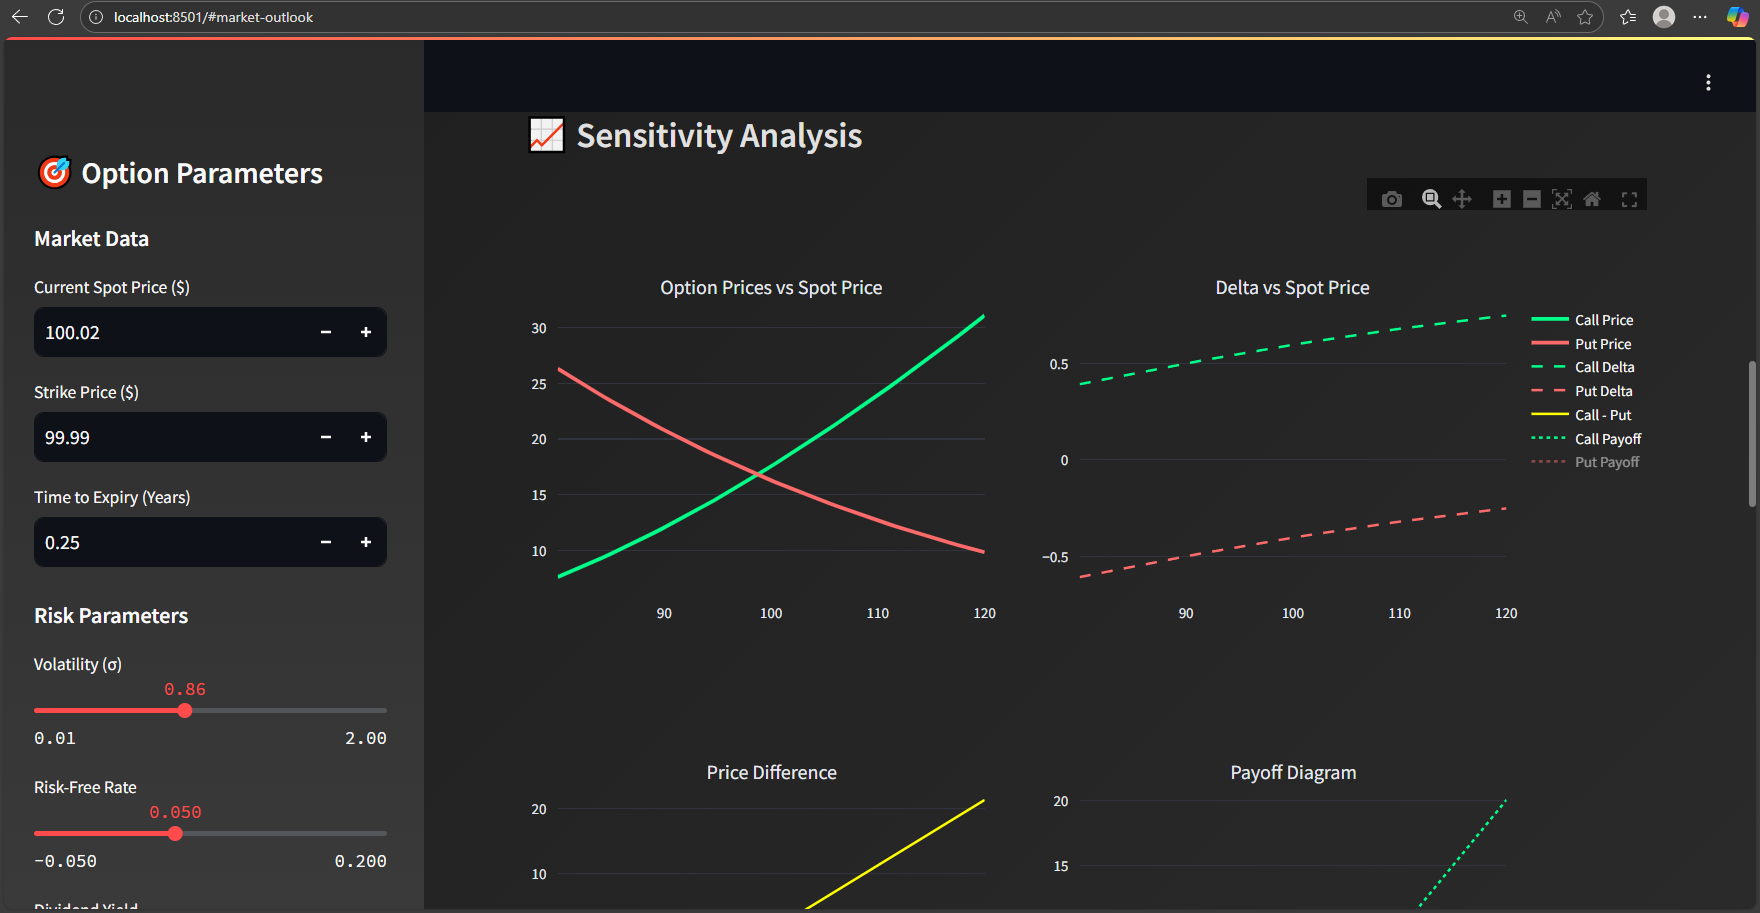 localhost:8501/#market-outlook
Option Parameters
Market Data
Current Spot Price ($)
100.02
Strike Price ($)
99.99
Time to Expiry (Years)
0.25
Risk Parameters
Volatility (σ)
0.86
0.01 2.00
Risk-Free Rate
0.050
-0.050 0.200
Dividend Yield
Sensitivity Analysis
Option Prices vs Spot Price
30
25
20
15
10
90 100 110 120
Delta vs Spot Price
0.5
0
−0.5
90 100 110 120
Call Price
Put Price
Call Delta
Put Delta
Call - Put
Call Payoff
Put Payoff
Price Difference
20
10
Payoff Diagram
20
15